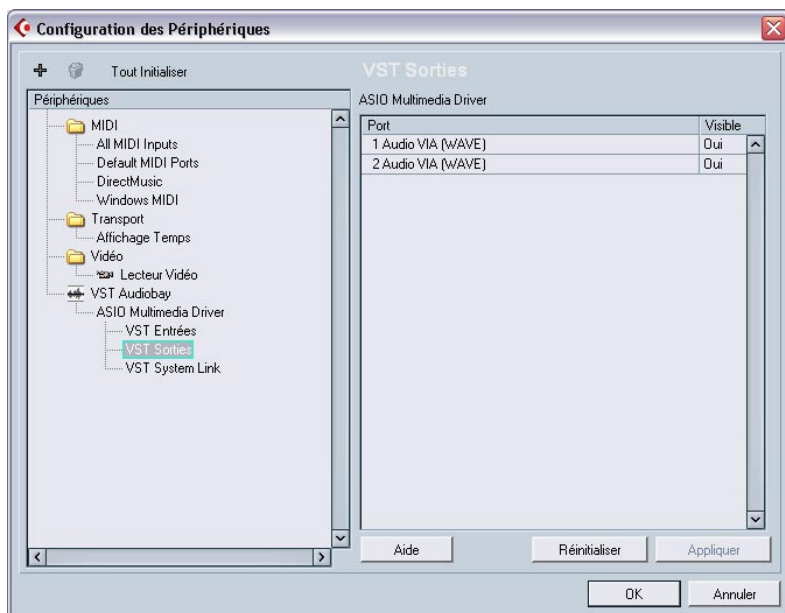 Configuration des Périphériques
Tout Initialiser
VST Sorties
Périphériques
MIDI
All MIDI Inputs
Default MIDI Ports
DirectMusic
Windows MIDI
Transport
Affichage Temps
Vidéo
Lecteur Vidéo
VST Audiobay
ASIO Multimedia Driver
VST Entrées
VST Sorties
VST System Link
ASIO Multimedia Driver
Port Visible
1 Audio VIA (WAVE) Oui
2 Audio VIA (WAVE) Oui
Aide Réinitialiser Appliquer
OK Annuler